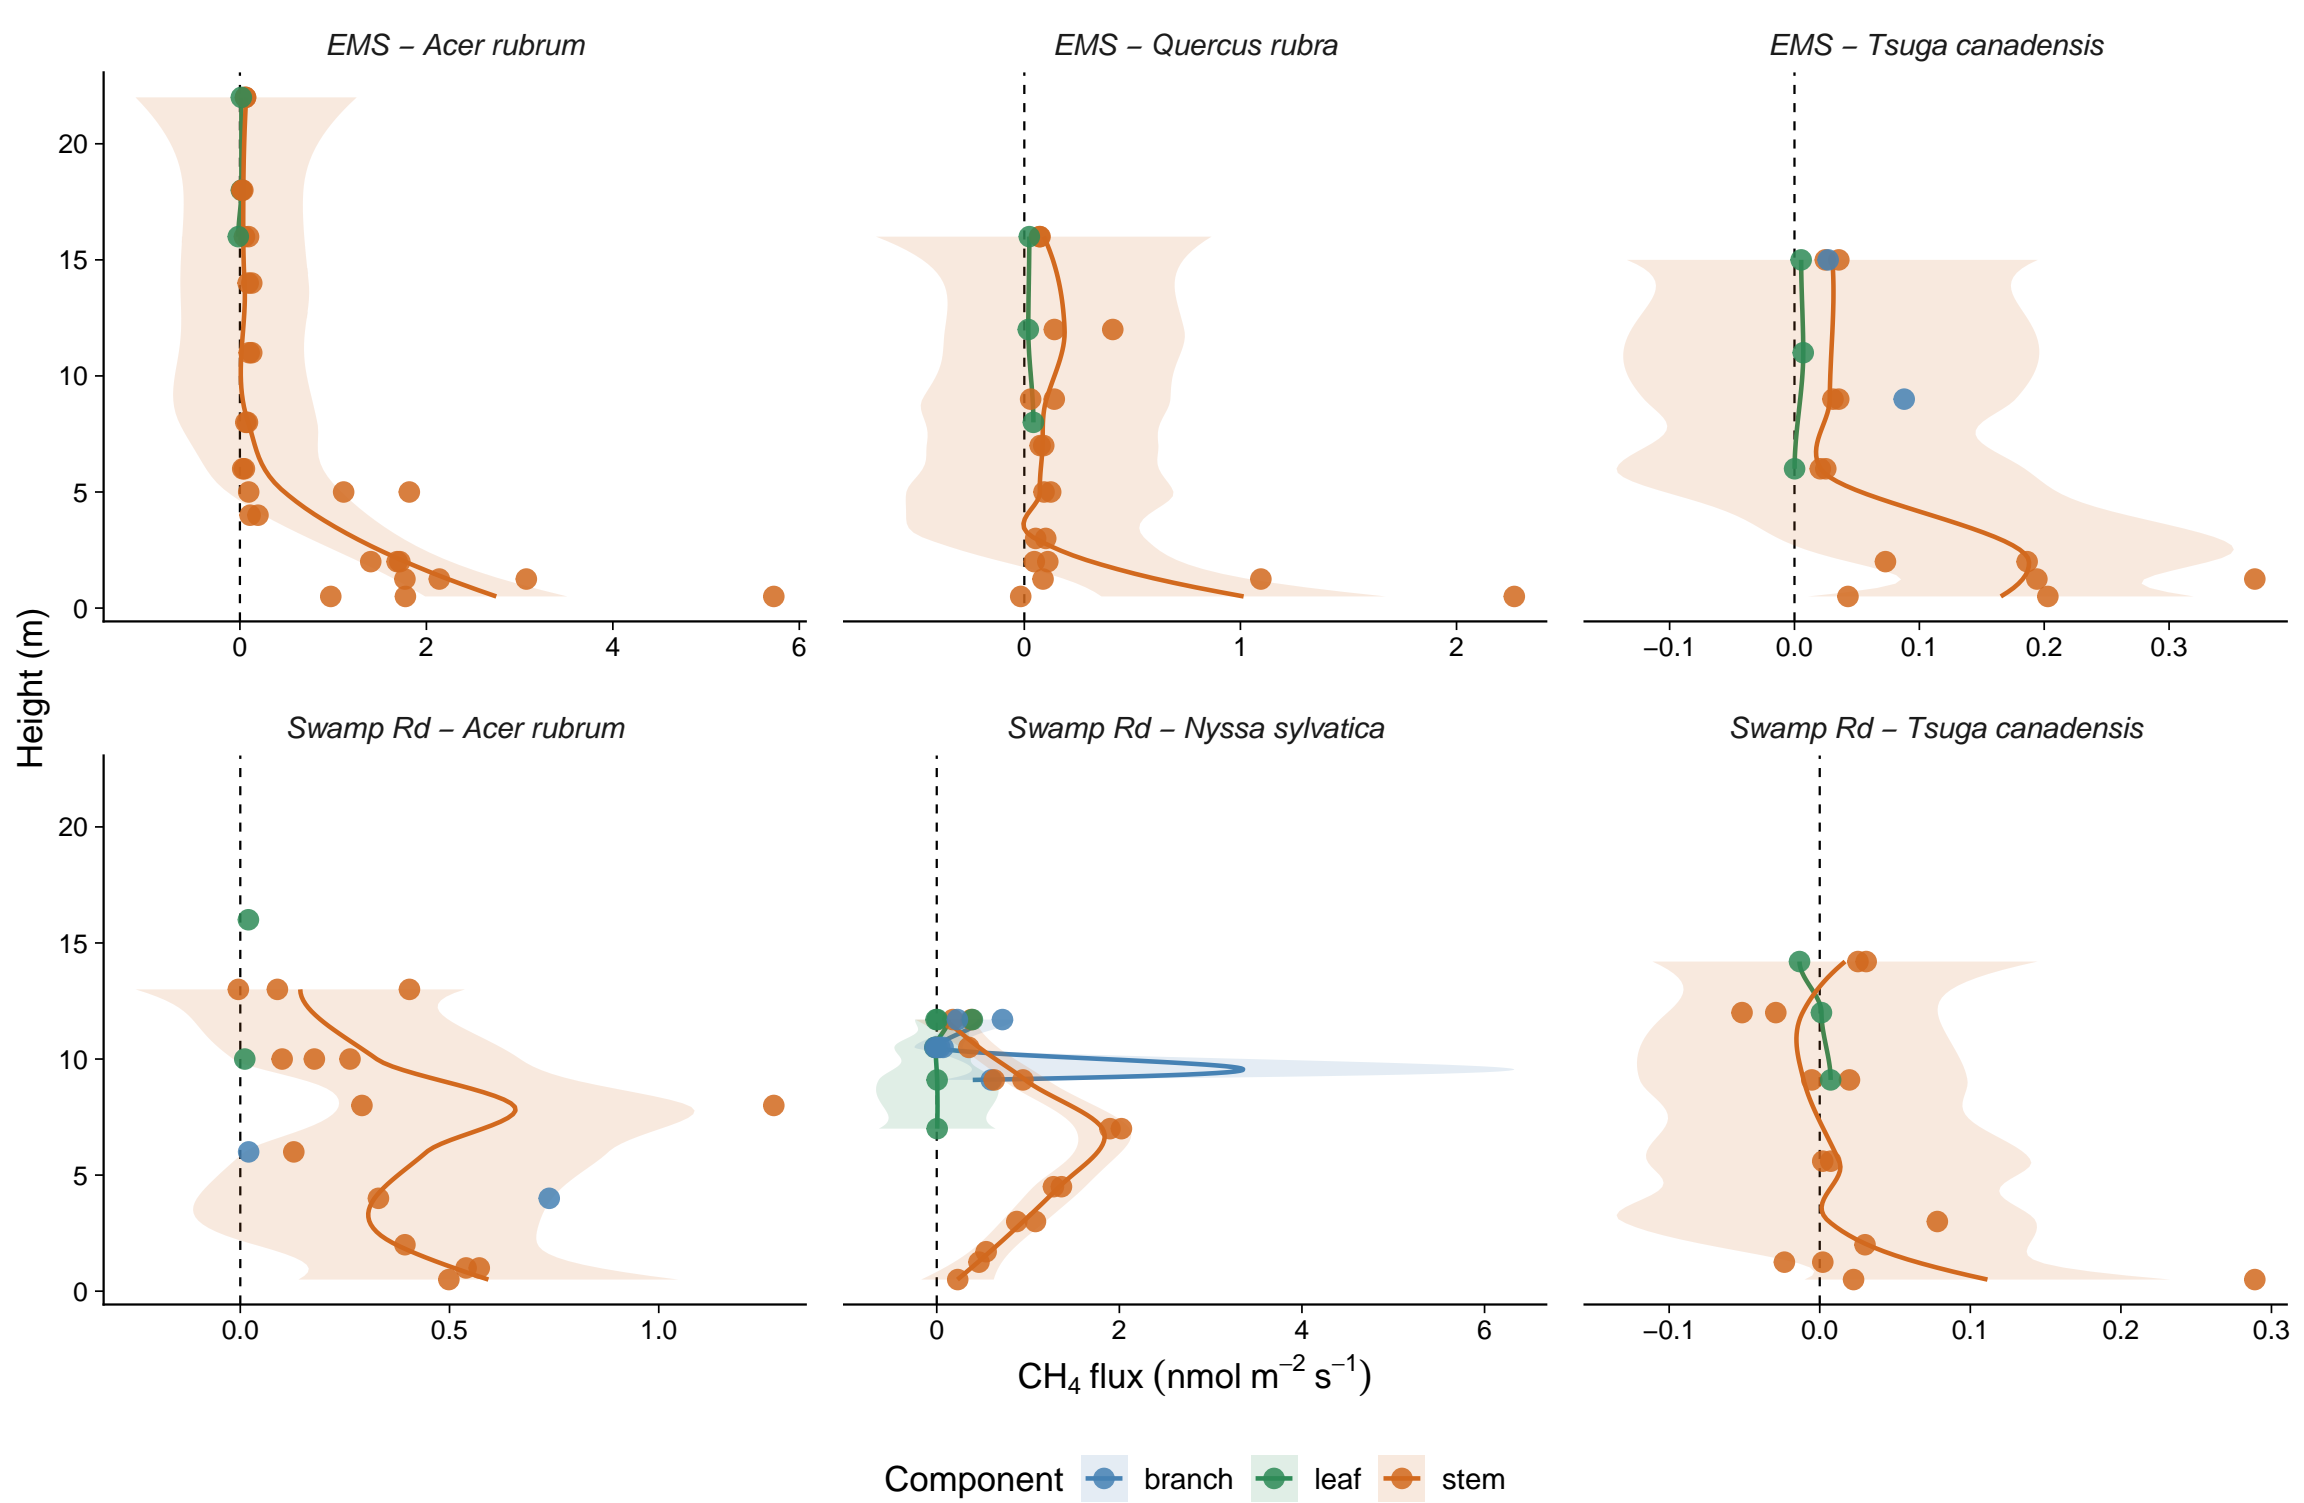 EMS – Acer rubrum
EMS – Quercus rubra
EMS – Tsuga canadensis
20
15
10
5
0
0 2 4 6
0 1 2
−0.1 0.0 0.1 0.2 0.3
Height (m)
Swamp Rd – Acer rubrum
Swamp Rd – Nyssa sylvatica
Swamp Rd – Tsuga canadensis
20
15
10
5
0
0.0 0.5 1.0
0 2 4 6
−0.1 0.0 0.1 0.2 0.3
CH₄ flux (nmol m⁻² s⁻¹)
Component branch leaf stem